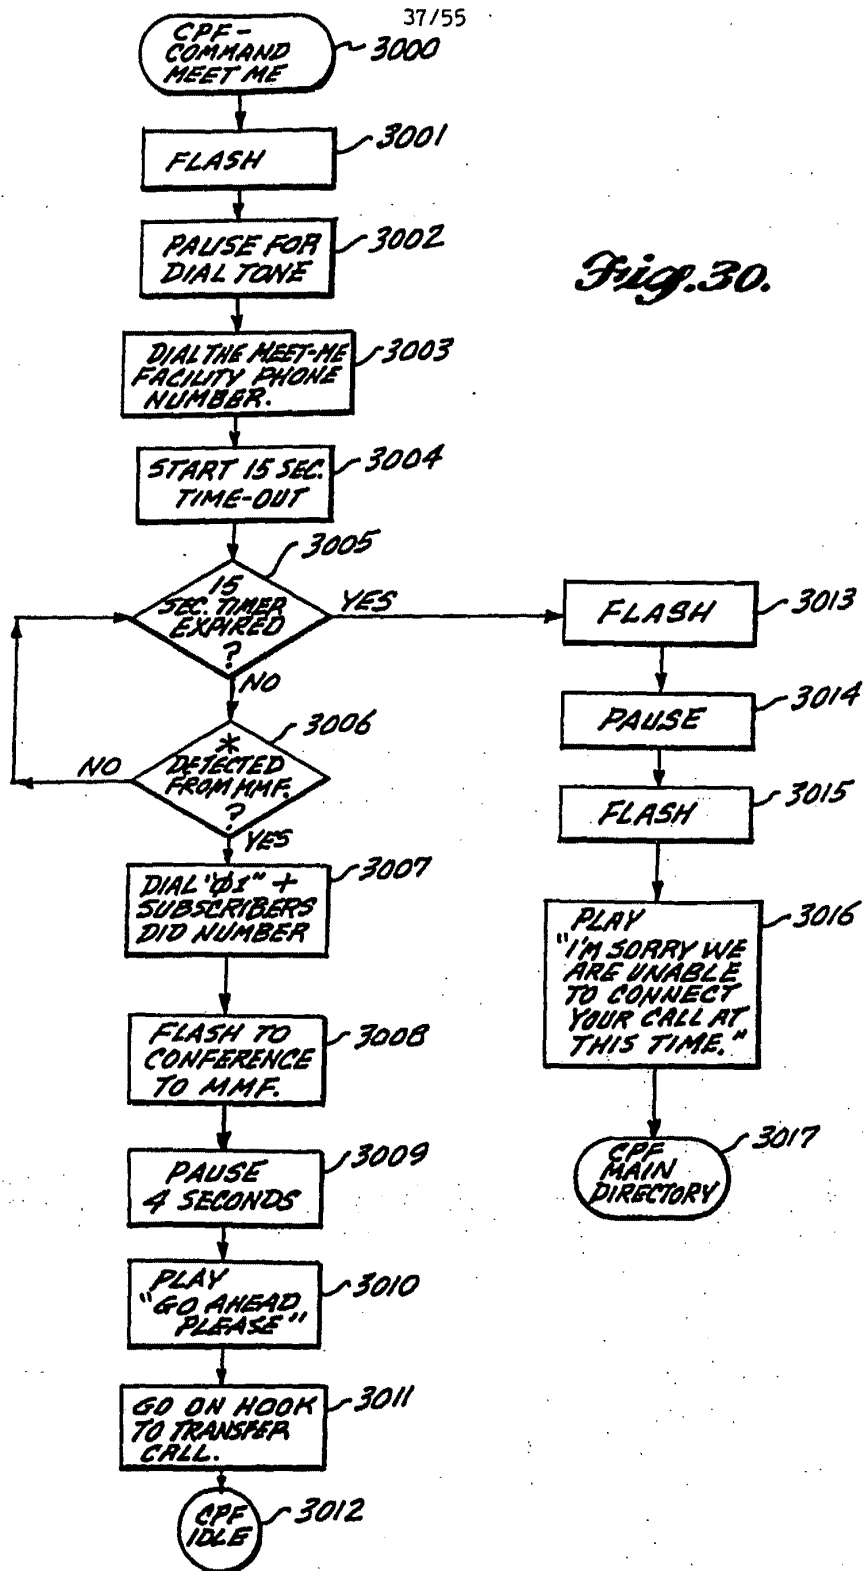 37/55
CPF-
COMMAND
MEET ME
3000
FLASH
3001
PAUSE FOR
DIAL TONE
3002
Fig. 30.
DIAL THE MEET-ME
FACILITY PHONE
NUMBER.
3003
START 15 SEC.
TIME-OUT
3004
15
SEC. TIMER
EXPIRED
?
3005
YES
NO
*
DETECTED
FROM MMF.
?
3006
NO
YES
DIAL "Ø1" +
SUBSCRIBERS
DID NUMBER
3007
FLASH TO
CONFERENCE
TO MMF.
3008
PAUSE
4 SECONDS
3009
PLAY
"GO AHEAD
PLEASE"
3010
GO ON HOOK
TO TRANSFER
CALL.
3011
CPF
IDLE
3012
FLASH
3013
PAUSE
3014
FLASH
3015
PLAY
"I'M SORRY WE
ARE UNABLE
TO CONNECT
YOUR CALL AT
THIS TIME."
3016
CPF
MAIN
DIRECTORY
3017